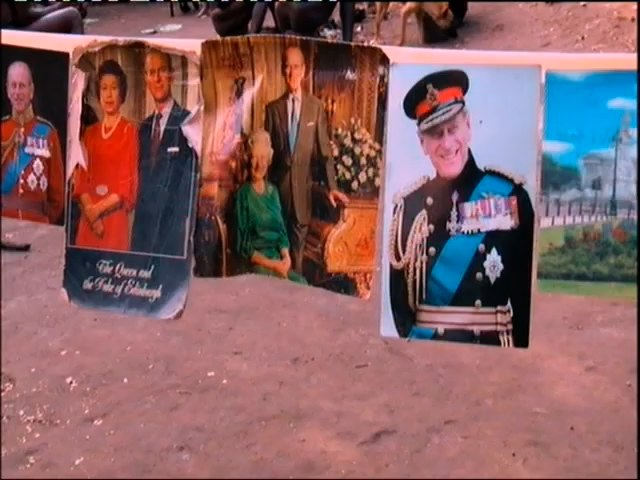 The Queen and
the Duke of Edinburgh